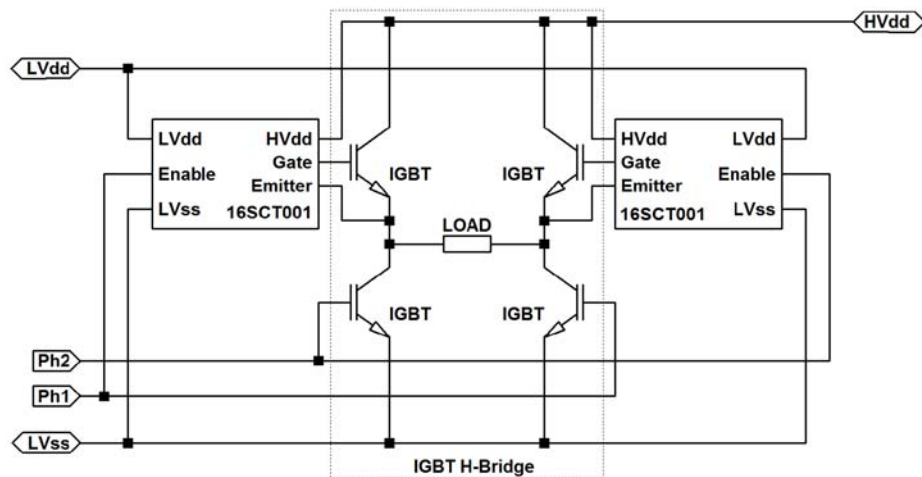 HVdd
LVdd
LVdd HVdd
Gate
Enable
Emitter
LVss
16SCT001
IGBT
IGBT
HVdd LVdd
Gate
Enable
Emitter
LVss
16SCT001
LOAD
IGBT
IGBT
Ph2
Ph1
LVss
IGBT H-Bridge